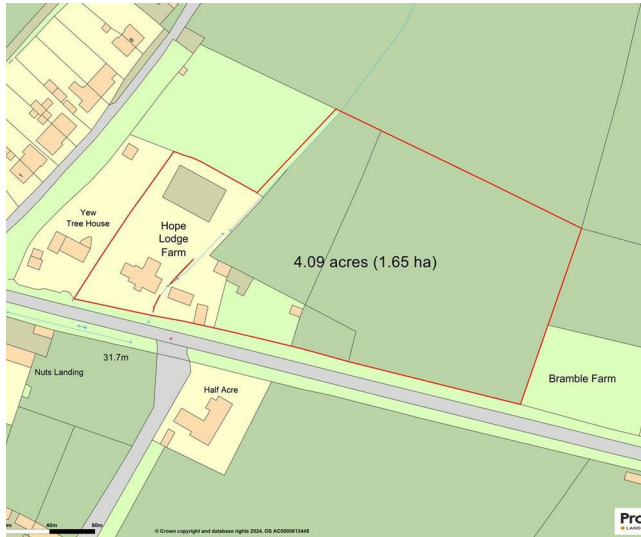 Yew
Tree House
Hope
Lodge
Farm
4.09 acres (1.65 ha)
31.7m
Nuts Landing
Half Acre
Bramble Farm
40m
60m
© Crown copyright and database rights 2024. OS AC0000813445
LAND